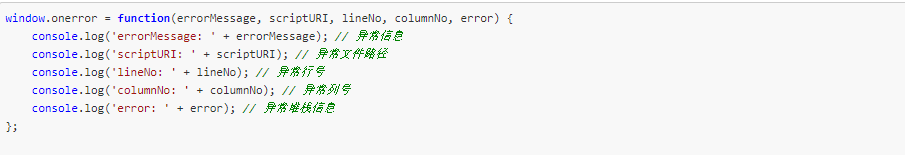 window.onerror = function(errorMessage, scriptURI, lineNo, columnNo, error) {
    console.log('errorMessage: ' + errorMessage); // 异常信息
    console.log('scriptURI: ' + scriptURI); // 异常文件路径
    console.log('lineNo: ' + lineNo); // 异常行号
    console.log('columnNo: ' + columnNo); // 异常列号
    console.log('error: ' + error); // 异常堆栈信息
};